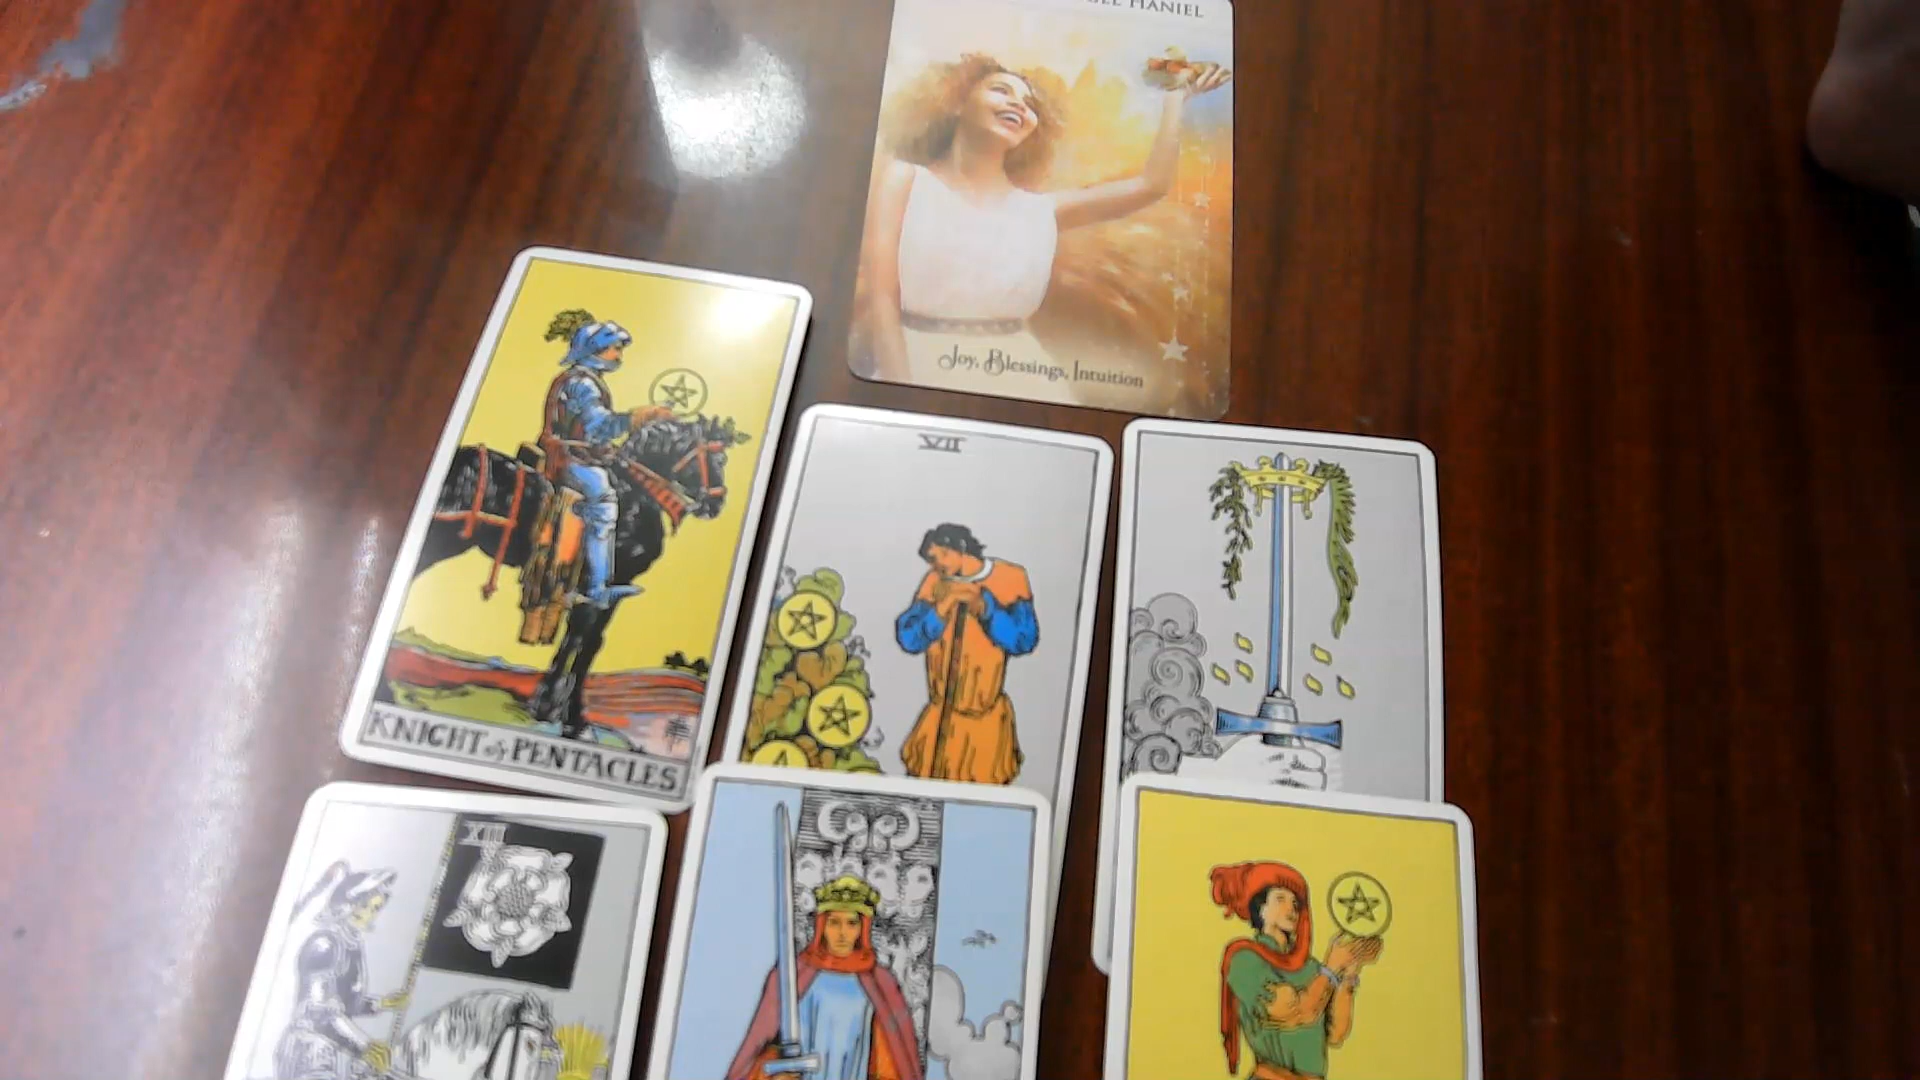 HANIEL
Joy, Blessings, Intuition
VII
KNIGHT of PENTACLES
XIII